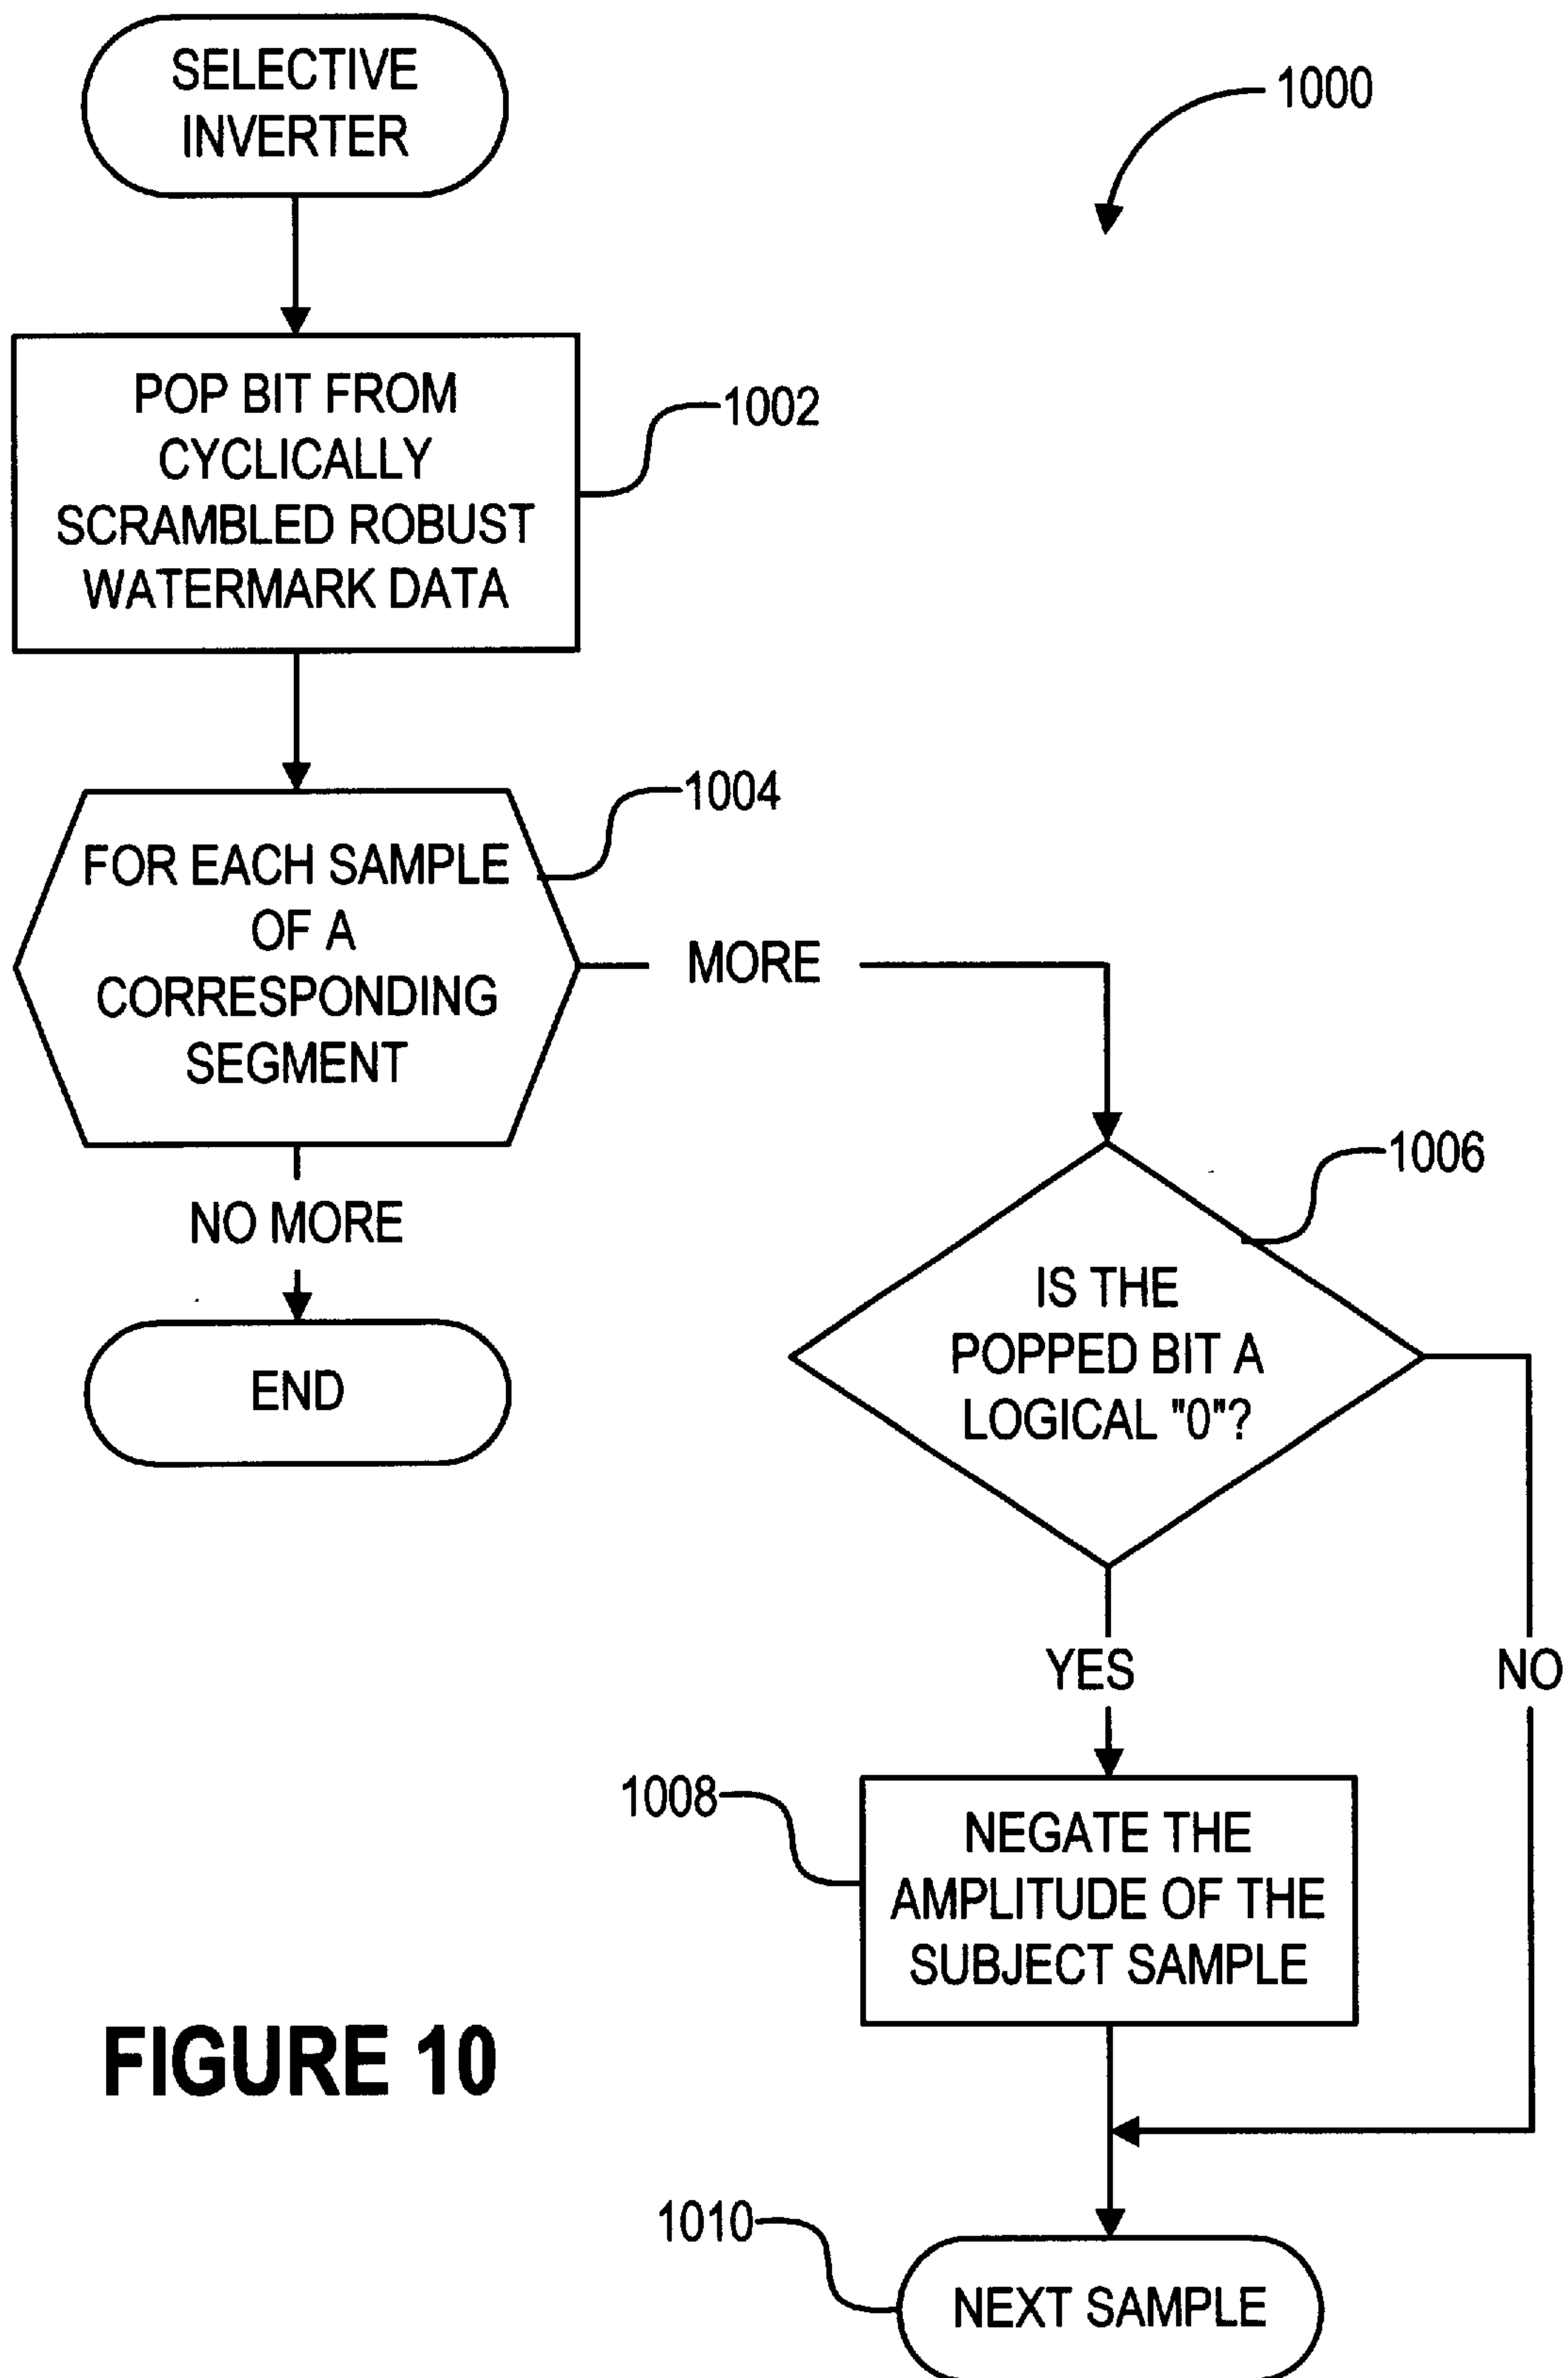 SELECTIVE
INVERTER
1000
POP BIT FROM
CYCLICALLY
SCRAMBLED ROBUST
WATERMARK DATA
1002
1004
FOR EACH SAMPLE
OF A
CORRESPONDING
SEGMENT
MORE
NO MORE
END
1006
IS THE
POPPED BIT A
LOGICAL "0"?
YES
NO
1008
NEGATE THE
AMPLITUDE OF THE
SUBJECT SAMPLE
FIGURE 10
1010
NEXT SAMPLE